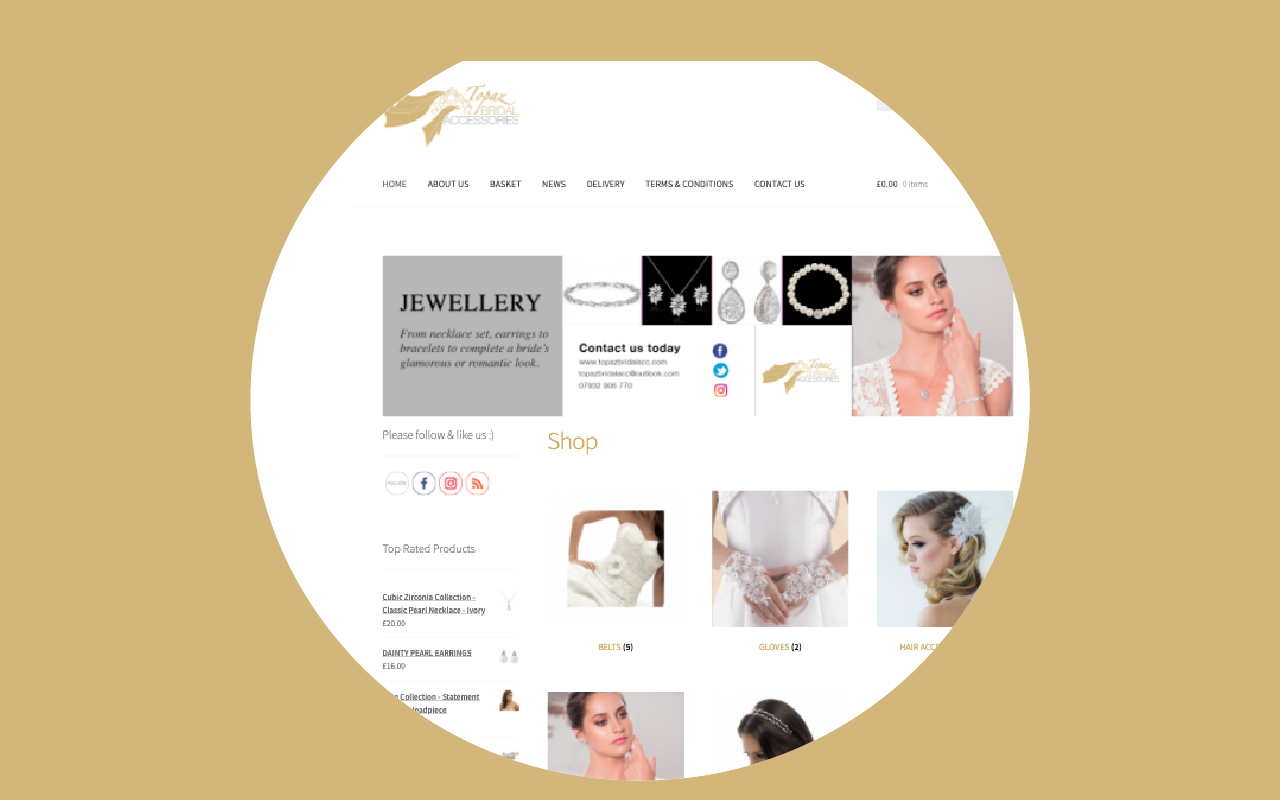 Topaz
BRIDAL
ACCESSORIES
HOME ABOUT US BASKET NEWS DELIVERY TERMS & CONDITIONS CONTACT US £0.00 0 items
JEWELLERY
From necklace set, earrings to
bracelets to complete a bride's
glamorous or romantic look.
Contact us today
www.topazbridalacc.com
topazbridalacc@outlook.com
07932 906 770
Topaz
BRIDAL
ACCESSORIES
Please follow & like us :)
Shop
FOLLOW
Top Rated Products
Cubic Zirconia Collection -
Classic Pearl Necklace - Ivory
£20.00
DAINTY PEARL EARRINGS
£16.00
Collection - Statement
Headpiece
BELTS (5)
GLOVES (2)
HAIR ACC